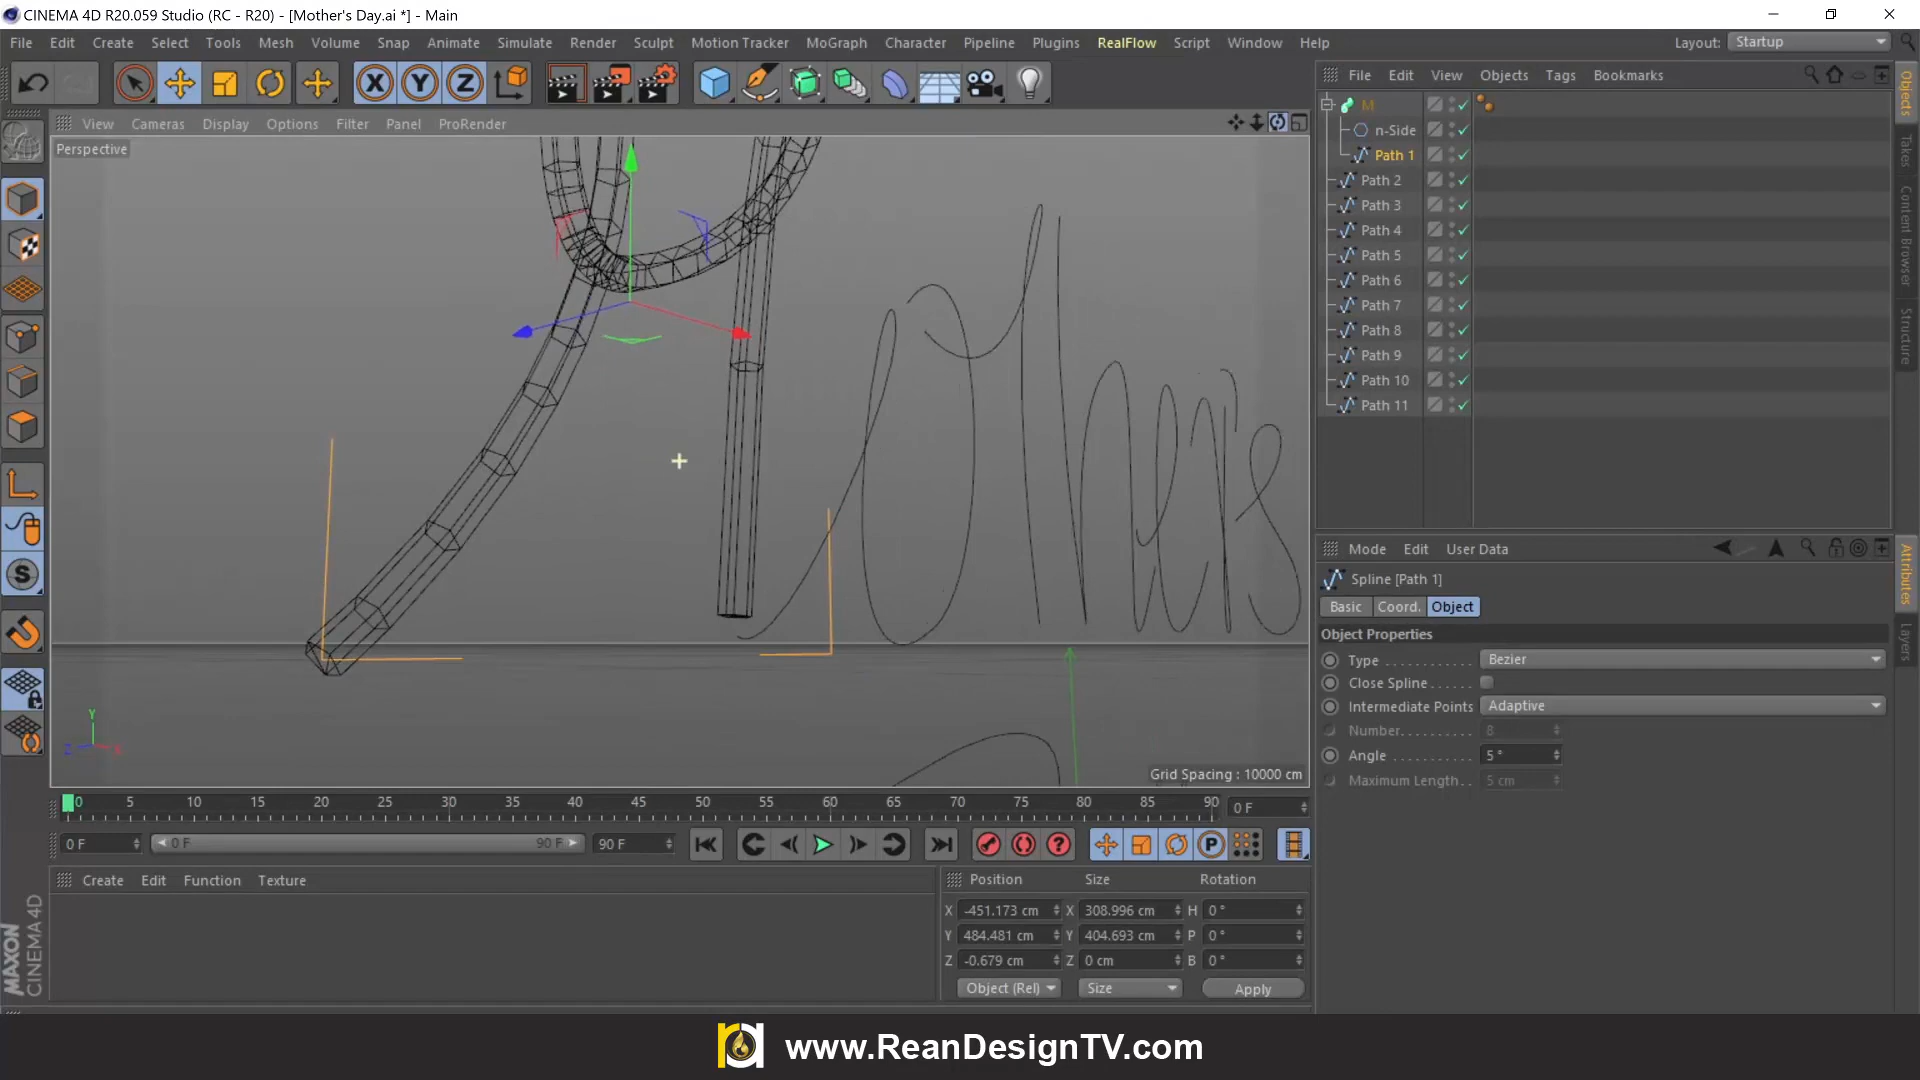 CINEMA 4D R20.059 Studio (RC - R20) - [Mother's Day.ai *] - Main
File Edit Create Select Tools Mesh Volume Snap Animate Simulate Render Sculpt Motion Tracker MoGraph Character Pipeline Plugins RealFlow Script Window Help Layout: Startup
X Y Z
File Edit View Objects Tags Bookmarks
View Cameras Display Options Filter Panel ProRender
Perspective
M
n-Side
Path 1
Path 2
Path 3
Path 4
Path 5
Path 6
Path 7
Path 8
Path 9
Path 10
Path 11
Objects
Takes
Content Browser
Structure
others
Mode Edit User Data
Spline [Path 1]
Basic Coord. Object
Object Properties
Type Bezier
Close Spline
Intermediate Points Adaptive
Number 8
Angle 5 °
Maximum Length 5 cm
Attributes
Layers
S
Y
Z X
Grid Spacing : 10000 cm
0 5 10 15 20 25 30 35 40 45 50 55 60 65 70 75 80 85 90 0 F
0 F 0 F 90 F 90 F
P
Create Edit Function Texture
Position Size Rotation
X -451.173 cm X 308.996 cm H 0 °
Y 484.481 cm Y 404.693 cm P 0 °
Z -0.679 cm Z 0 cm B 0 °
Object (Rel) Size Apply
MAXON
CINEMA 4D
www.ReanDesignTV.com